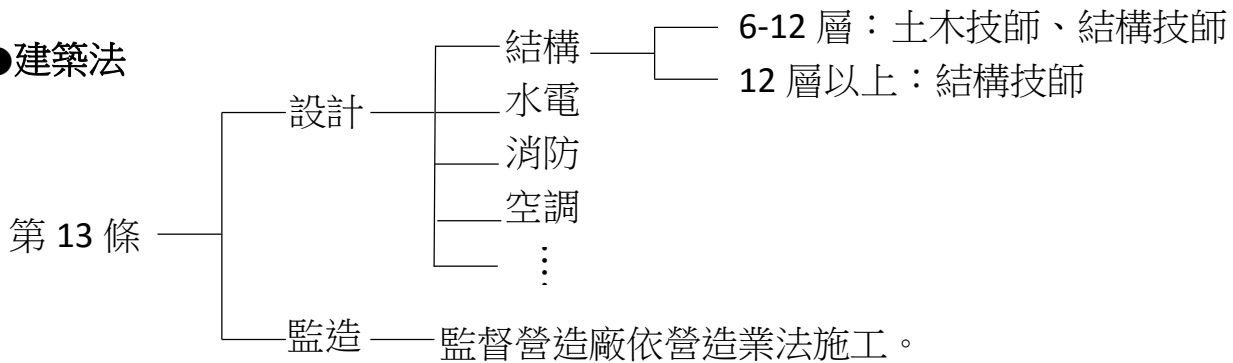 ●建築法
第 13 條
設計
結構
6-12 層：土木技師、結構技師
12 層以上：結構技師
水電
消防
空調
⋮
監造
監督營造廠依營造業法施工。